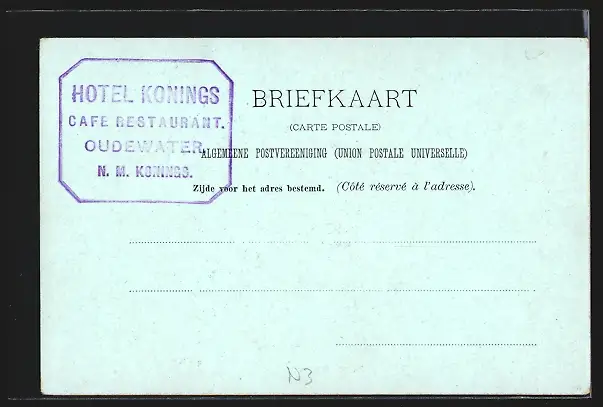 HOTEL KONINGS
CAFE RESTAURANT.
OUDEWATER
N. M. KONINGS.
BRIEFKAART
(CARTE POSTALE)
ALGEMEENE POSTVEREENIGING (UNION POSTALE UNIVERSELLE)
Zijde voor het adres bestemd. (Côté réservé à l'adresse).
N3